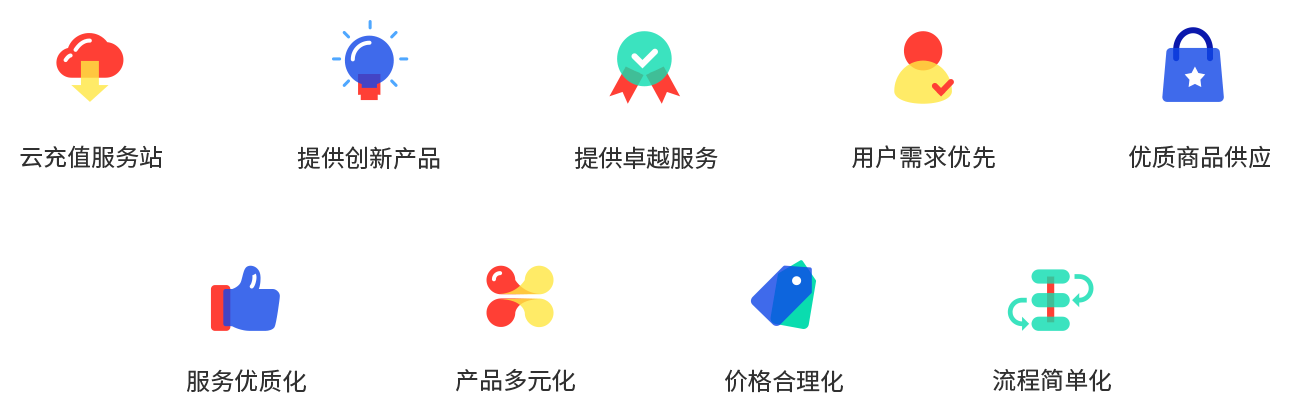 云充值服务站
提供创新产品
提供卓越服务
用户需求优先
优质商品供应
服务优质化
产品多元化
价格合理化
流程简单化